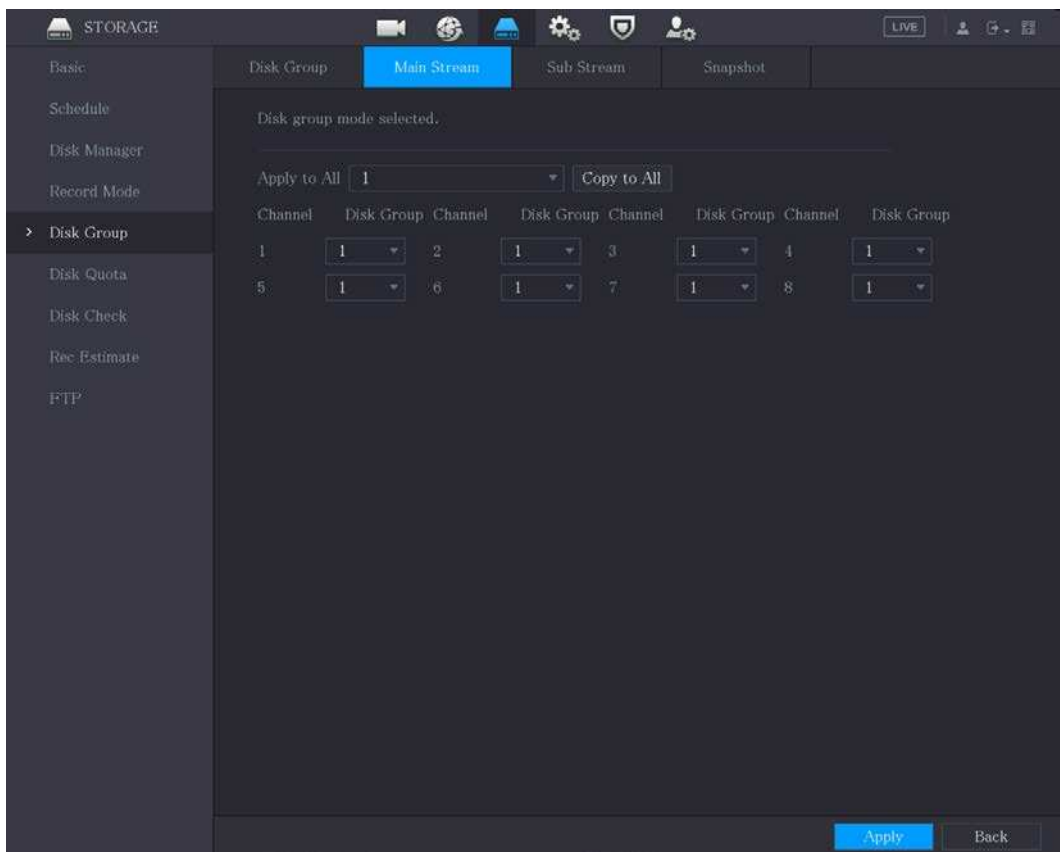 STORAGE LIVE
Basic
Schedule
Disk Manager
Record Mode
> Disk Group
Disk Quota
Disk Check
Rec Estimate
FTP
Disk Group Main Stream Sub Stream Snapshot
Disk group mode selected.
Apply to All 1 Copy to All
Channel Disk Group Channel Disk Group Channel Disk Group Channel Disk Group
1 1 2 1 3 1 4 1
5 1 6 1 7 1 8 1
Apply Back